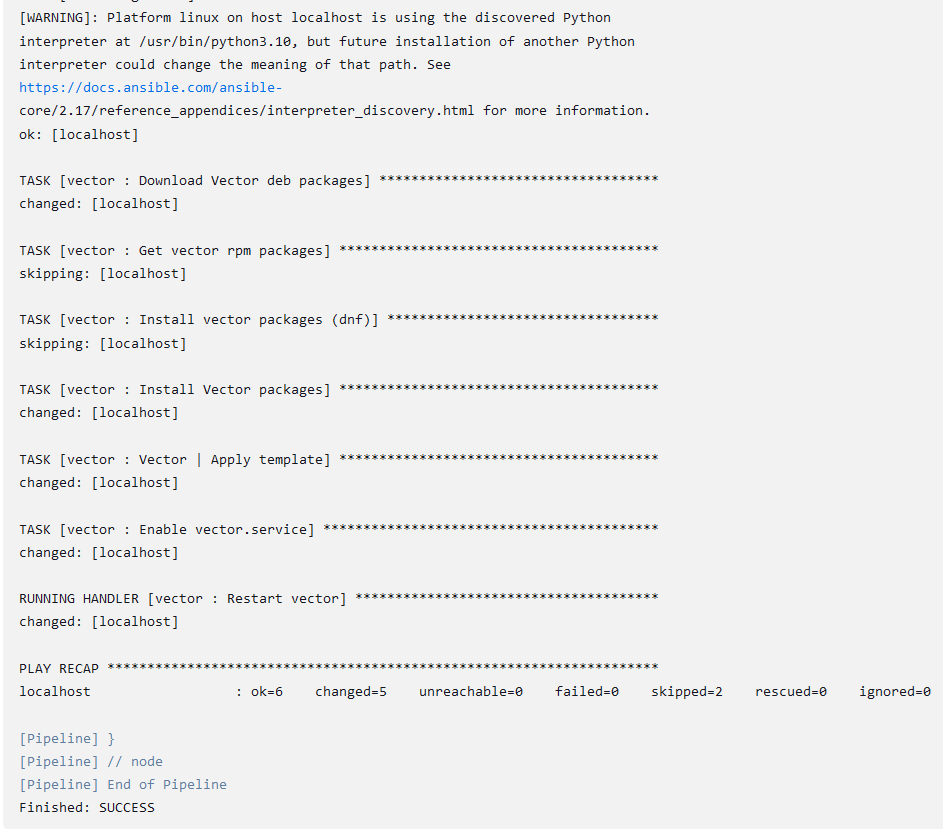 [WARNING]: Platform linux on host localhost is using the discovered Python
interpreter at /usr/bin/python3.10, but future installation of another Python
interpreter could change the meaning of that path. See
https://docs.ansible.com/ansible-
core/2.17/reference_appendices/interpreter_discovery.html for more information.
ok: [localhost]
TASK [vector : Download Vector deb packages] ***********************************
changed: [localhost]
TASK [vector : Get vector rpm packages] ****************************************
skipping: [localhost]
TASK [vector : Install vector packages (dnf)] **********************************
skipping: [localhost]
TASK [vector : Install Vector packages] ****************************************
changed: [localhost]
TASK [vector : Vector | Apply template] ****************************************
changed: [localhost]
TASK [vector : Enable vector.service] ******************************************
changed: [localhost]
RUNNING HANDLER [vector : Restart vector] **************************************
changed: [localhost]
PLAY RECAP *********************************************************************
localhost                  : ok=6    changed=5    unreachable=0    failed=0    skipped=2    rescued=0    ignored=0
[Pipeline] }
[Pipeline] // node
[Pipeline] End of Pipeline
Finished: SUCCESS